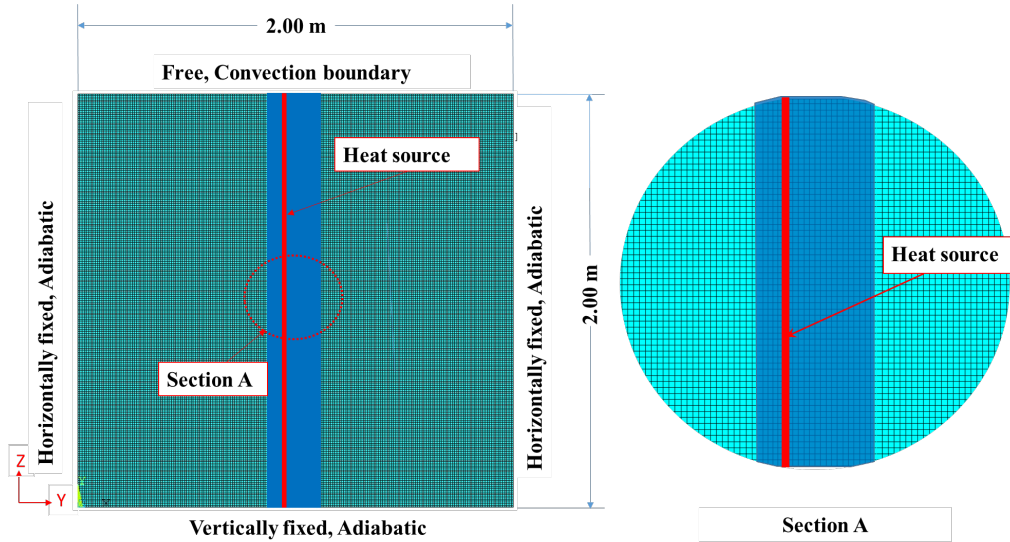 2.00 m
Free, Convection boundary
Horizontally fixed, Adiabatic
Heat source
Section A
Z
Y
Vertically fixed, Adiabatic
Horizontally fixed, Adiabatic
2.00 m
Heat source
Section A